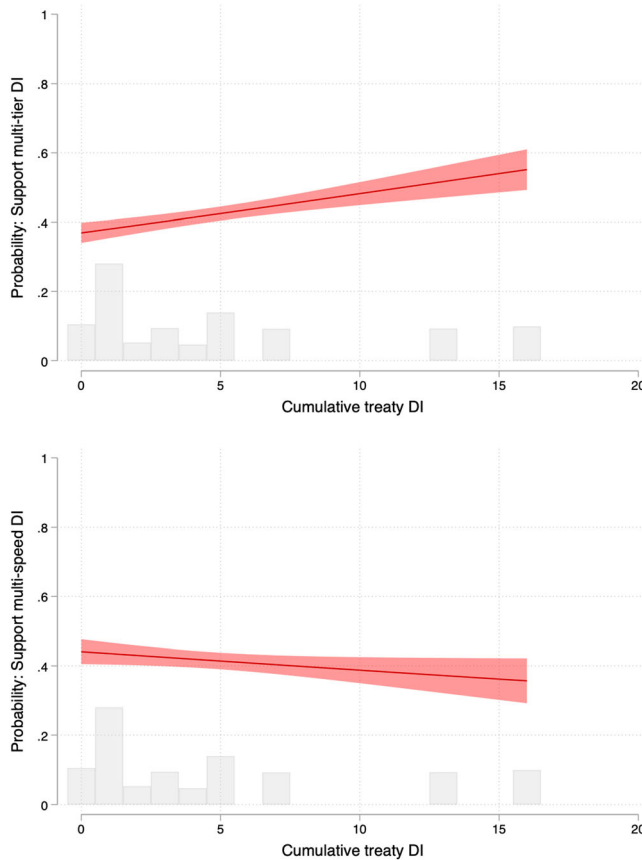 1
.8
.6
.4
.2
0
Probability: Support multi-tier DI
0 5 10 15 20
Cumulative treaty DI
1
.8
.6
.4
.2
0
Probability: Support multi-speed DI
0 5 10 15 20
Cumulative treaty DI